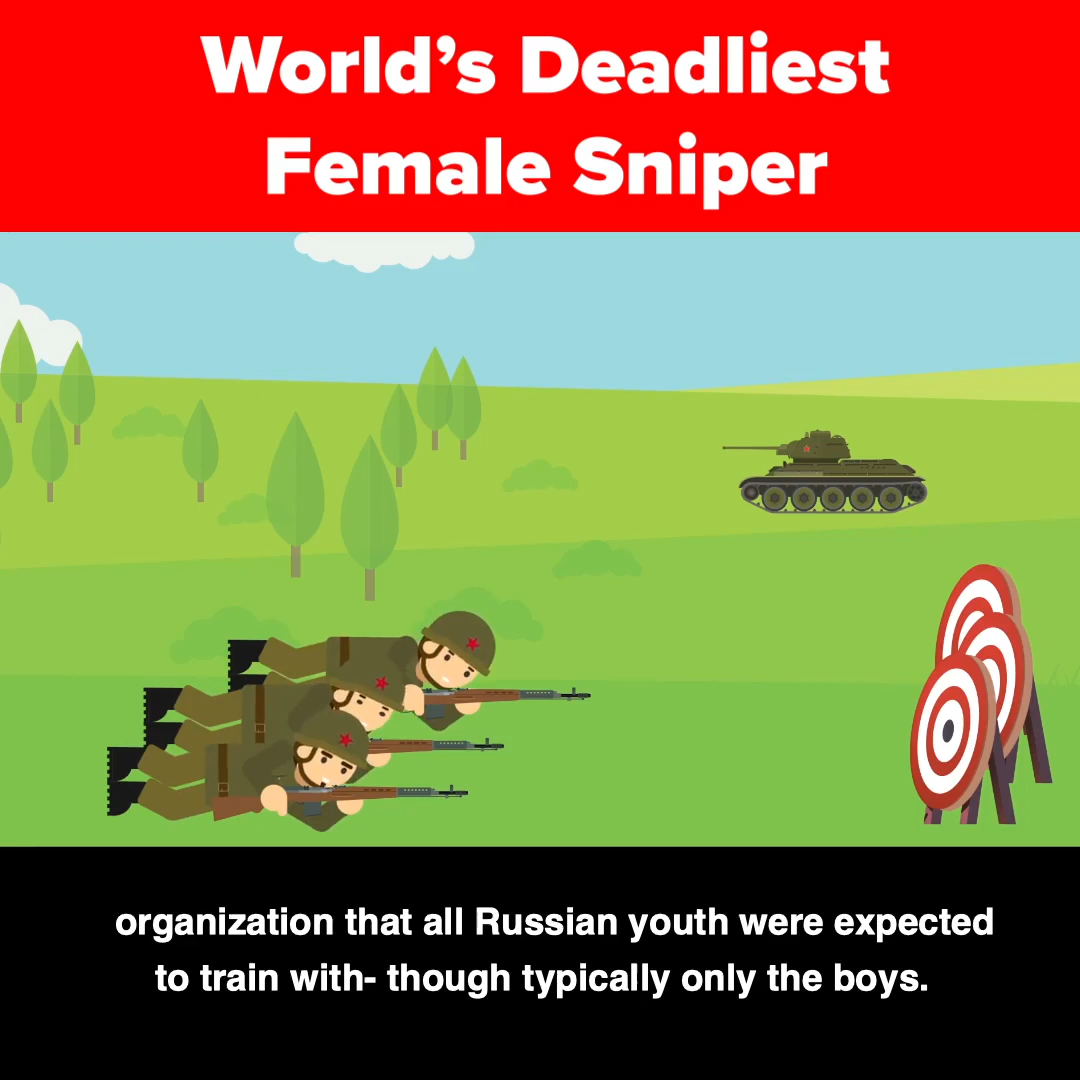 World’s Deadliest
Female Sniper
organization that all Russian youth were expected
to train with- though typically only the boys.